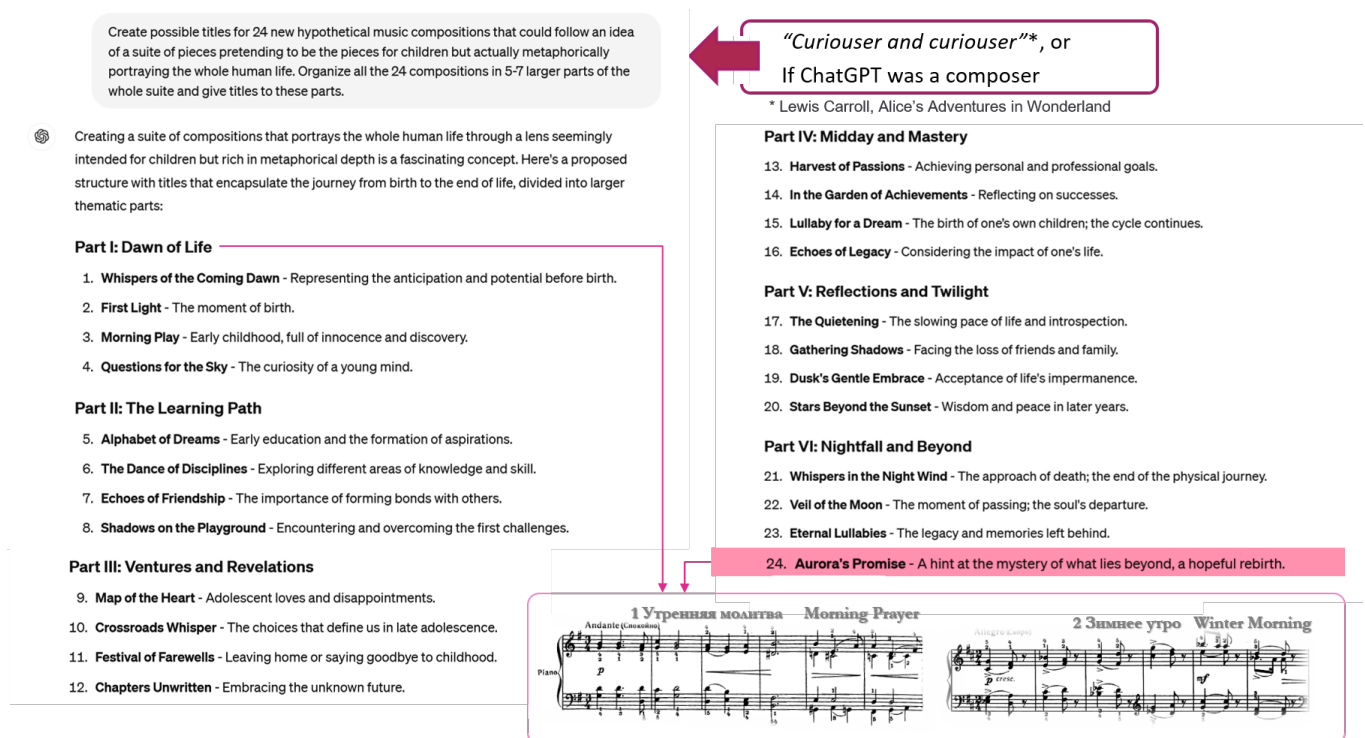 Create possible titles for 24 new hypothetical music compositions that could follow an idea
of a suite of pieces pretending to be the pieces for children but actually metaphorically
portraying the whole human life. Organize all the 24 compositions in 5-7 larger parts of the
whole suite and give titles to these parts.
“Curiouser and curiouser”*, or
If ChatGPT was a composer
* Lewis Carroll, Alice’s Adventures in Wonderland
Creating a suite of compositions that portrays the whole human life through a lens seemingly
intended for children but rich in metaphorical depth is a fascinating concept. Here's a proposed
structure with titles that encapsulate the journey from birth to the end of life, divided into larger
thematic parts:
Part I: Dawn of Life
1. Whispers of the Coming Dawn - Representing the anticipation and potential before birth.
2. First Light - The moment of birth.
3. Morning Play - Early childhood, full of innocence and discovery.
4. Questions for the Sky - The curiosity of a young mind.
Part II: The Learning Path
5. Alphabet of Dreams - Early education and the formation of aspirations.
6. The Dance of Disciplines - Exploring different areas of knowledge and skill.
7. Echoes of Friendship - The importance of forming bonds with others.
8. Shadows on the Playground - Encountering and overcoming the first challenges.
Part III: Ventures and Revelations
9. Map of the Heart - Adolescent loves and disappointments.
10. Crossroads Whisper - The choices that define us in late adolescence.
11. Festival of Farewells - Leaving home or saying goodbye to childhood.
12. Chapters Unwritten - Embracing the unknown future.
Part IV: Midday and Mastery
13. Harvest of Passions - Achieving personal and professional goals.
14. In the Garden of Achievements - Reflecting on successes.
15. Lullaby for a Dream - The birth of one's own children; the cycle continues.
16. Echoes of Legacy - Considering the impact of one's life.
Part V: Reflections and Twilight
17. The Quietening - The slowing pace of life and introspection.
18. Gathering Shadows - Facing the loss of friends and family.
19. Dusk's Gentle Embrace - Acceptance of life's impermanence.
20. Stars Beyond the Sunset - Wisdom and peace in later years.
Part VI: Nightfall and Beyond
21. Whispers in the Night Wind - The approach of death; the end of the physical journey.
22. Veil of the Moon - The moment of passing; the soul's departure.
23. Eternal Lullabies - The legacy and memories left behind.
24. Aurora's Promise - A hint at the mystery of what lies beyond, a hopeful rebirth.
1 Утренняя молитва Morning Prayer
Andante (Спокойно)
Piano
p
2 Зимнее утро Winter Morning
p cresc.
mf